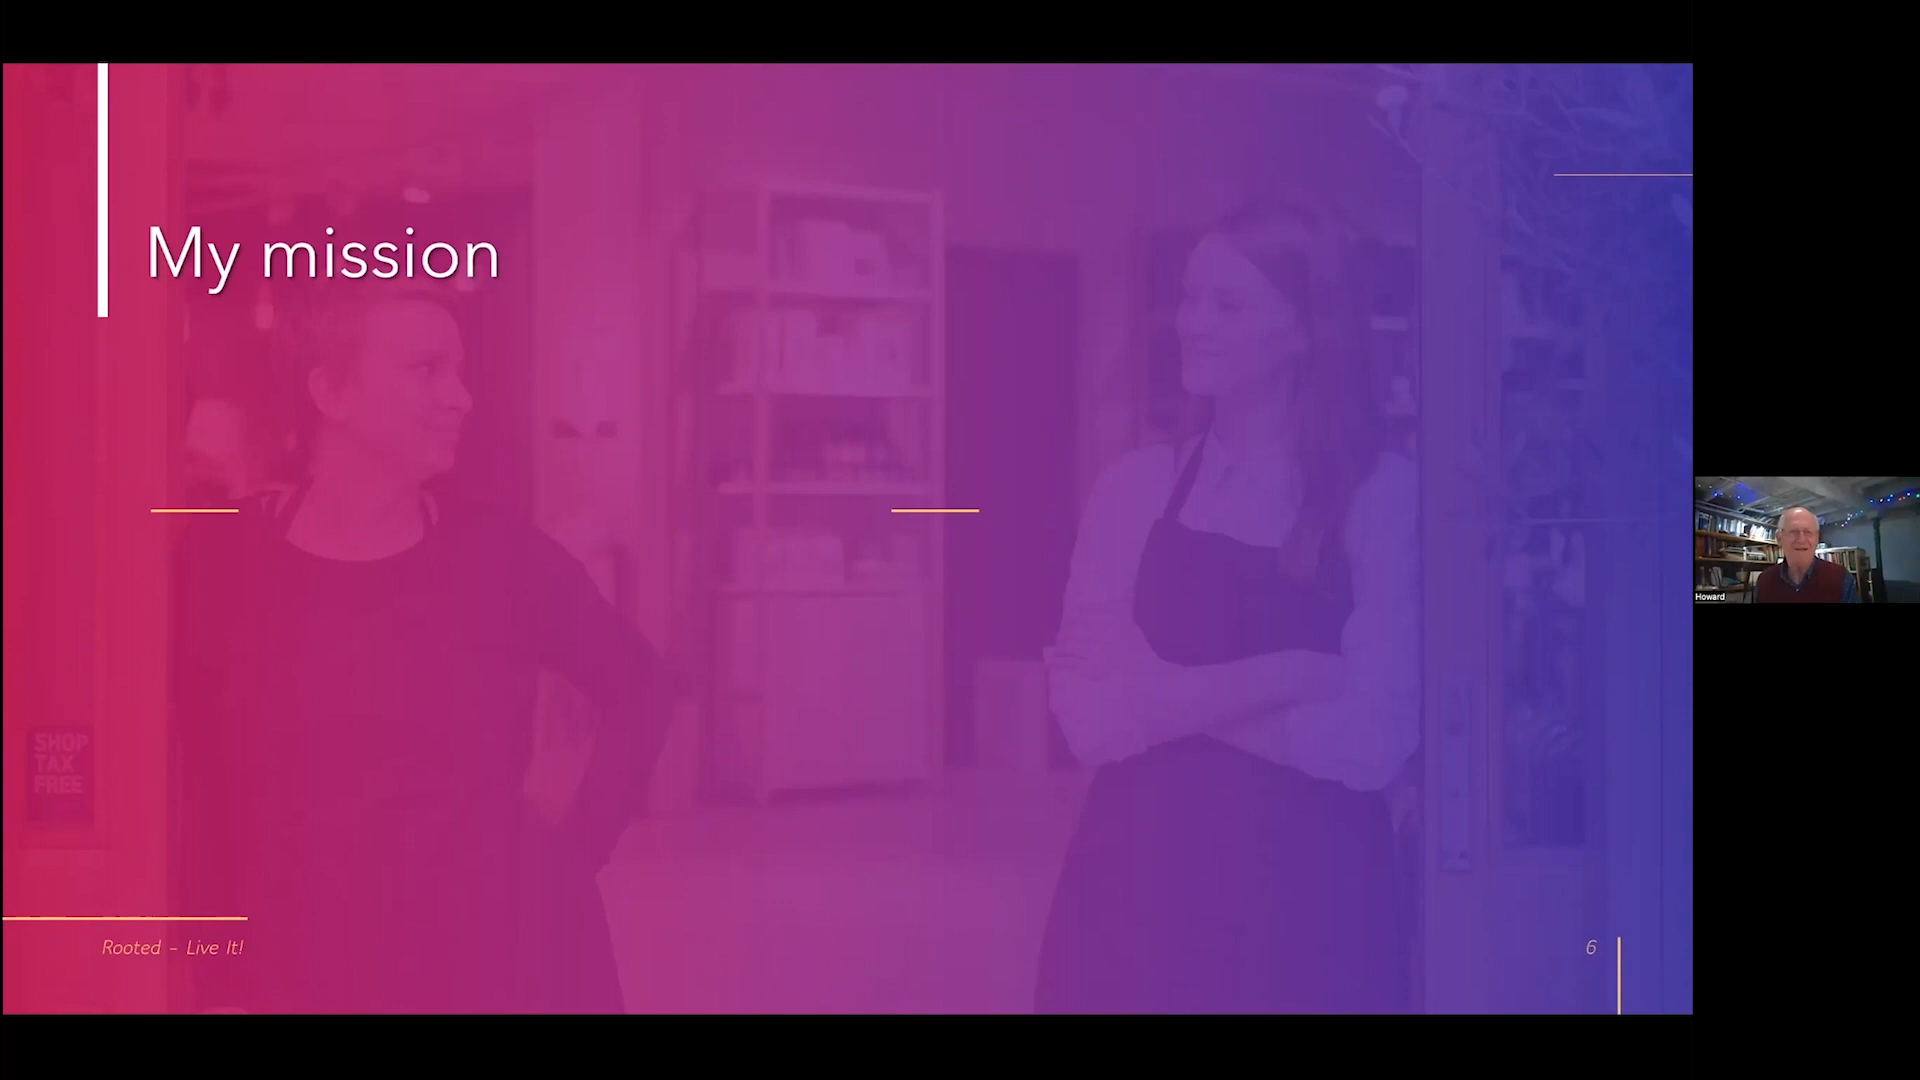 My mission
SHOP
TAX
FREE
Howard
Rooted - Live It!
6